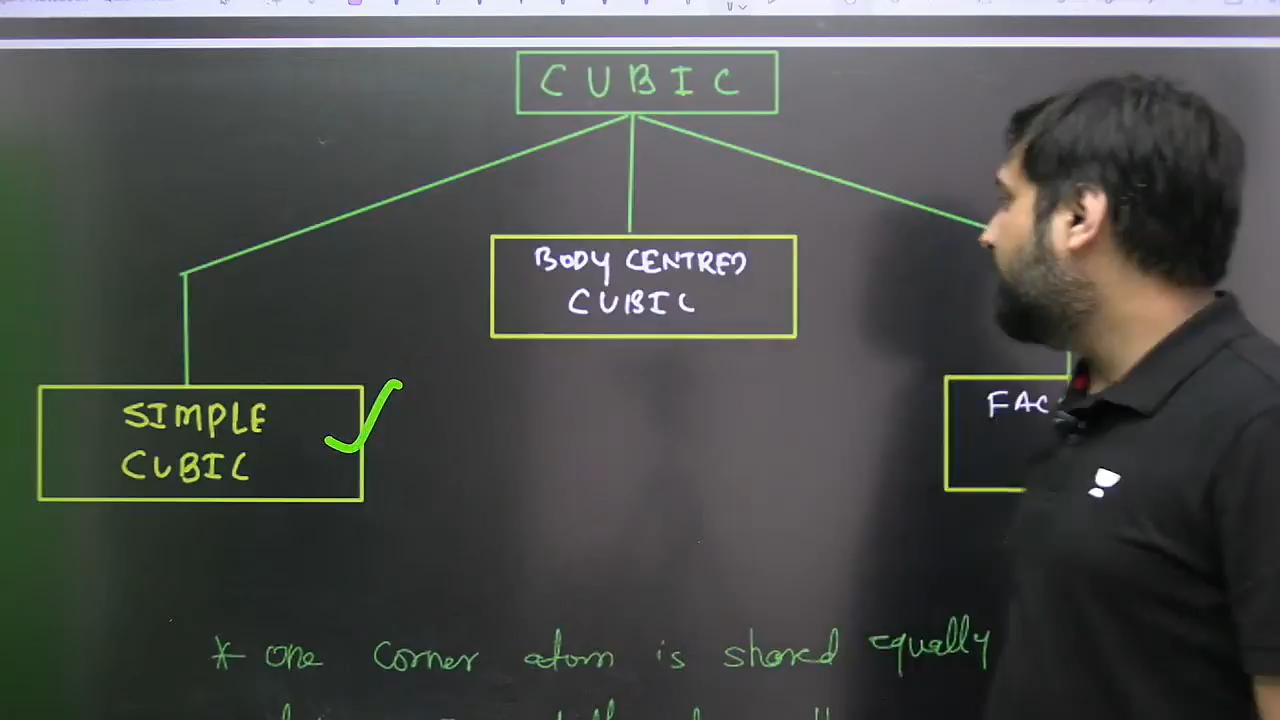 CUBIC
BODY CENTRED
CUBIC
SIMPLE
CUBIC
FAC
* one corner atom is shared equally